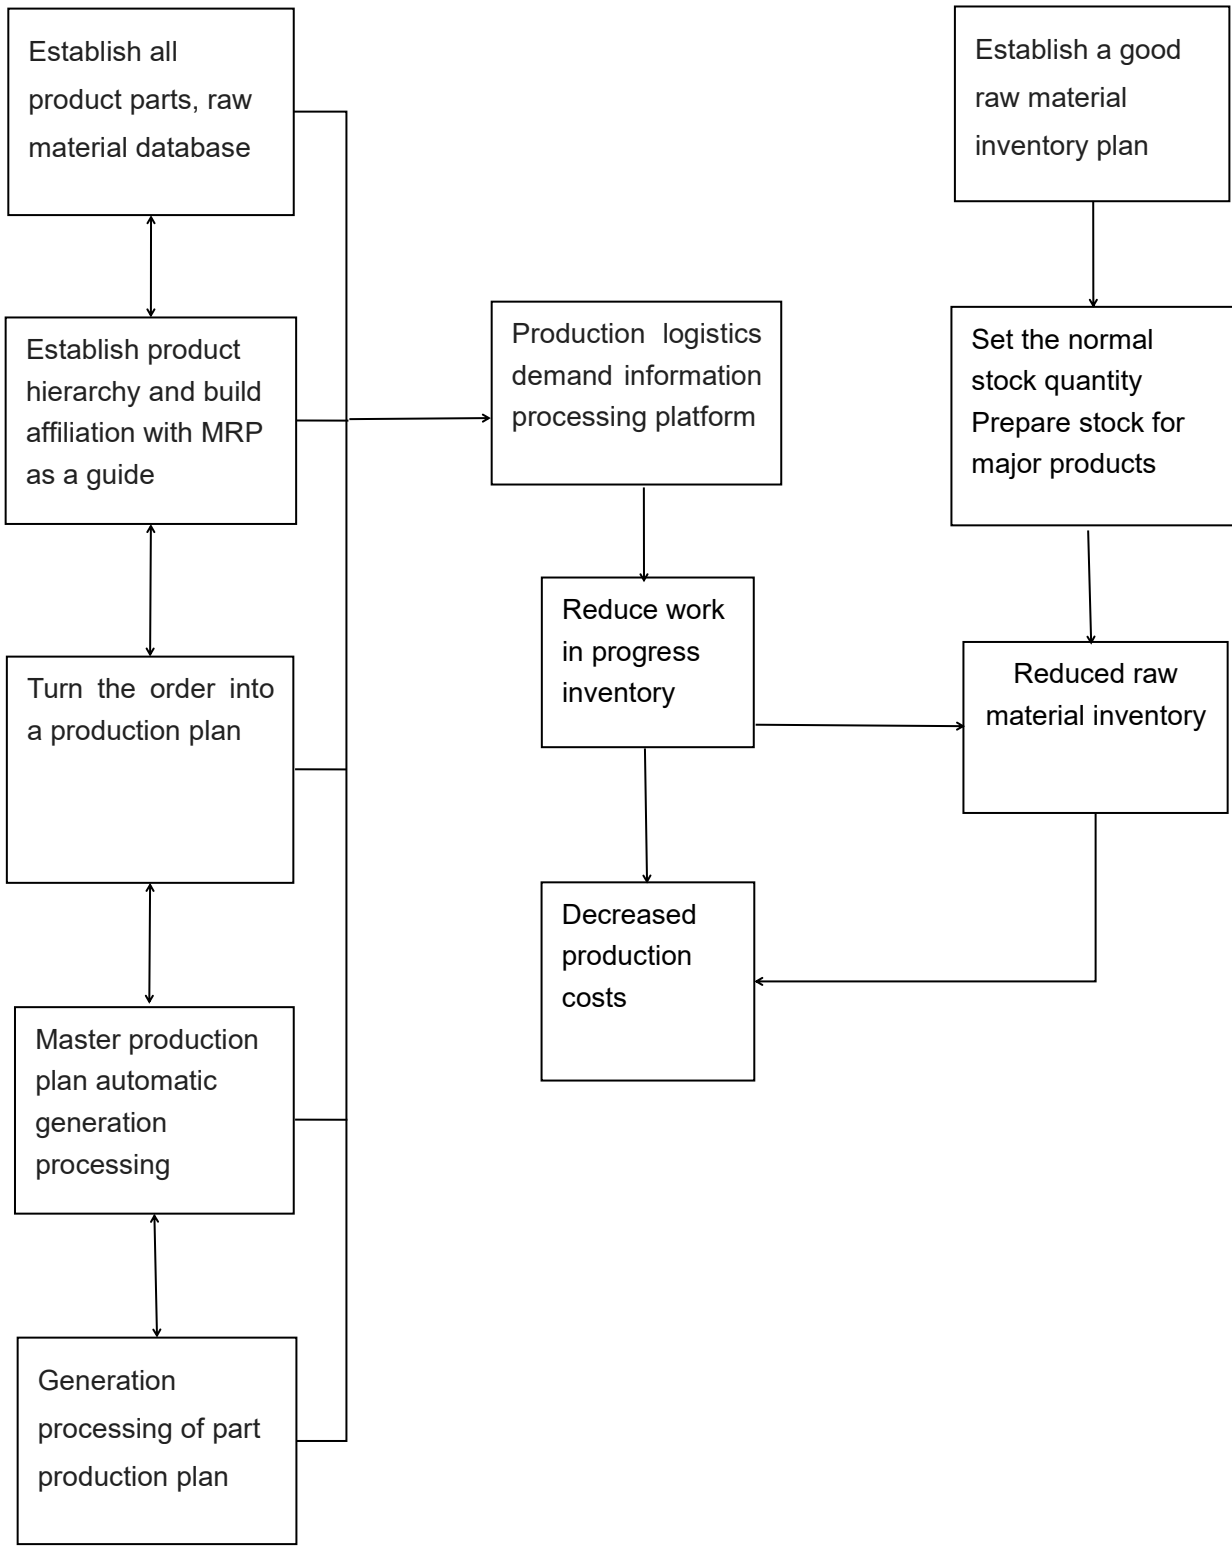 Establish all
product parts, raw
material database
Establish product
hierarchy and build
affiliation with MRP
as a guide
Turn the order into
a production plan
Master production
plan automatic
generation
processing
Generation
processing of part
production plan
Production logistics
demand information
processing platform
Reduce work
in progress
inventory
Decreased
production
costs
Establish a good
raw material
inventory plan
Set the normal
stock quantity
Prepare stock for
major products
Reduced raw
material inventory